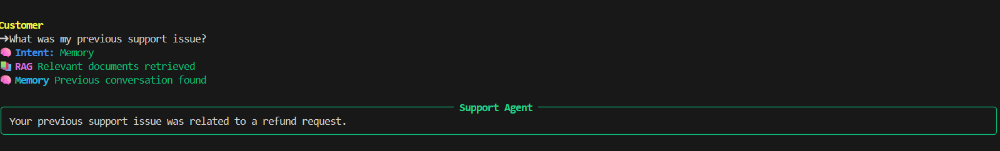 Customer
➜What was my previous support issue?
🧠 Intent: Memory
📚 RAG Relevant documents retrieved
🧠 Memory Previous conversation found
Support Agent
Your previous support issue was related to a refund request.